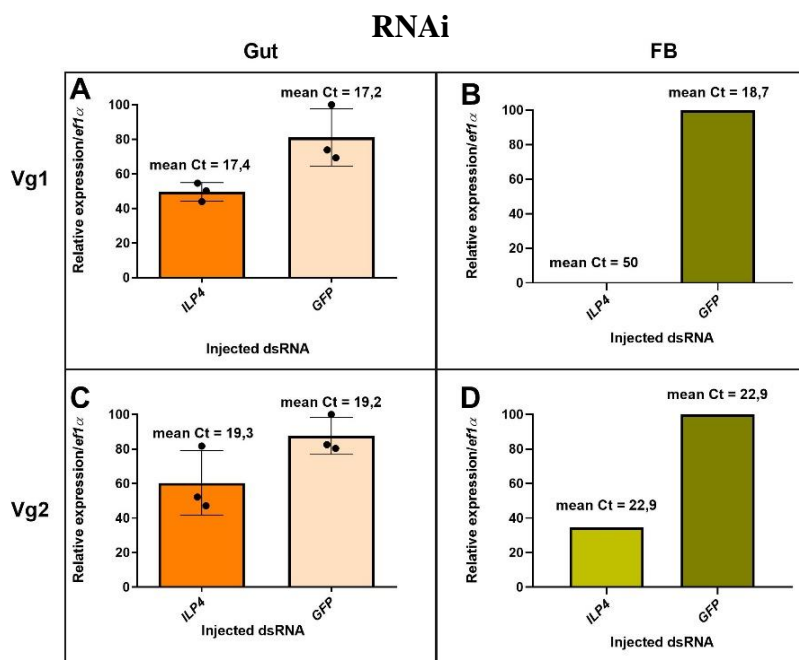 RNAi
Gut
FB
Vg1
A
Relative expression/ef1α
100
80
60
40
20
0
mean Ct = 17,4
mean Ct = 17,2
ILP4
GFP
Injected dsRNA
B
Relative expression/ef1α
100
80
60
40
20
0
mean Ct = 50
mean Ct = 18,7
ILP4
GFP
Injected dsRNA
Vg2
C
Relative expression/ef1α
100
80
60
40
20
0
mean Ct = 19,3
mean Ct = 19,2
ILP4
GFP
Injected dsRNA
D
Relative expression/ef1α
100
80
60
40
20
0
mean Ct = 22,9
mean Ct = 22,9
ILP4
GFP
Injected dsRNA